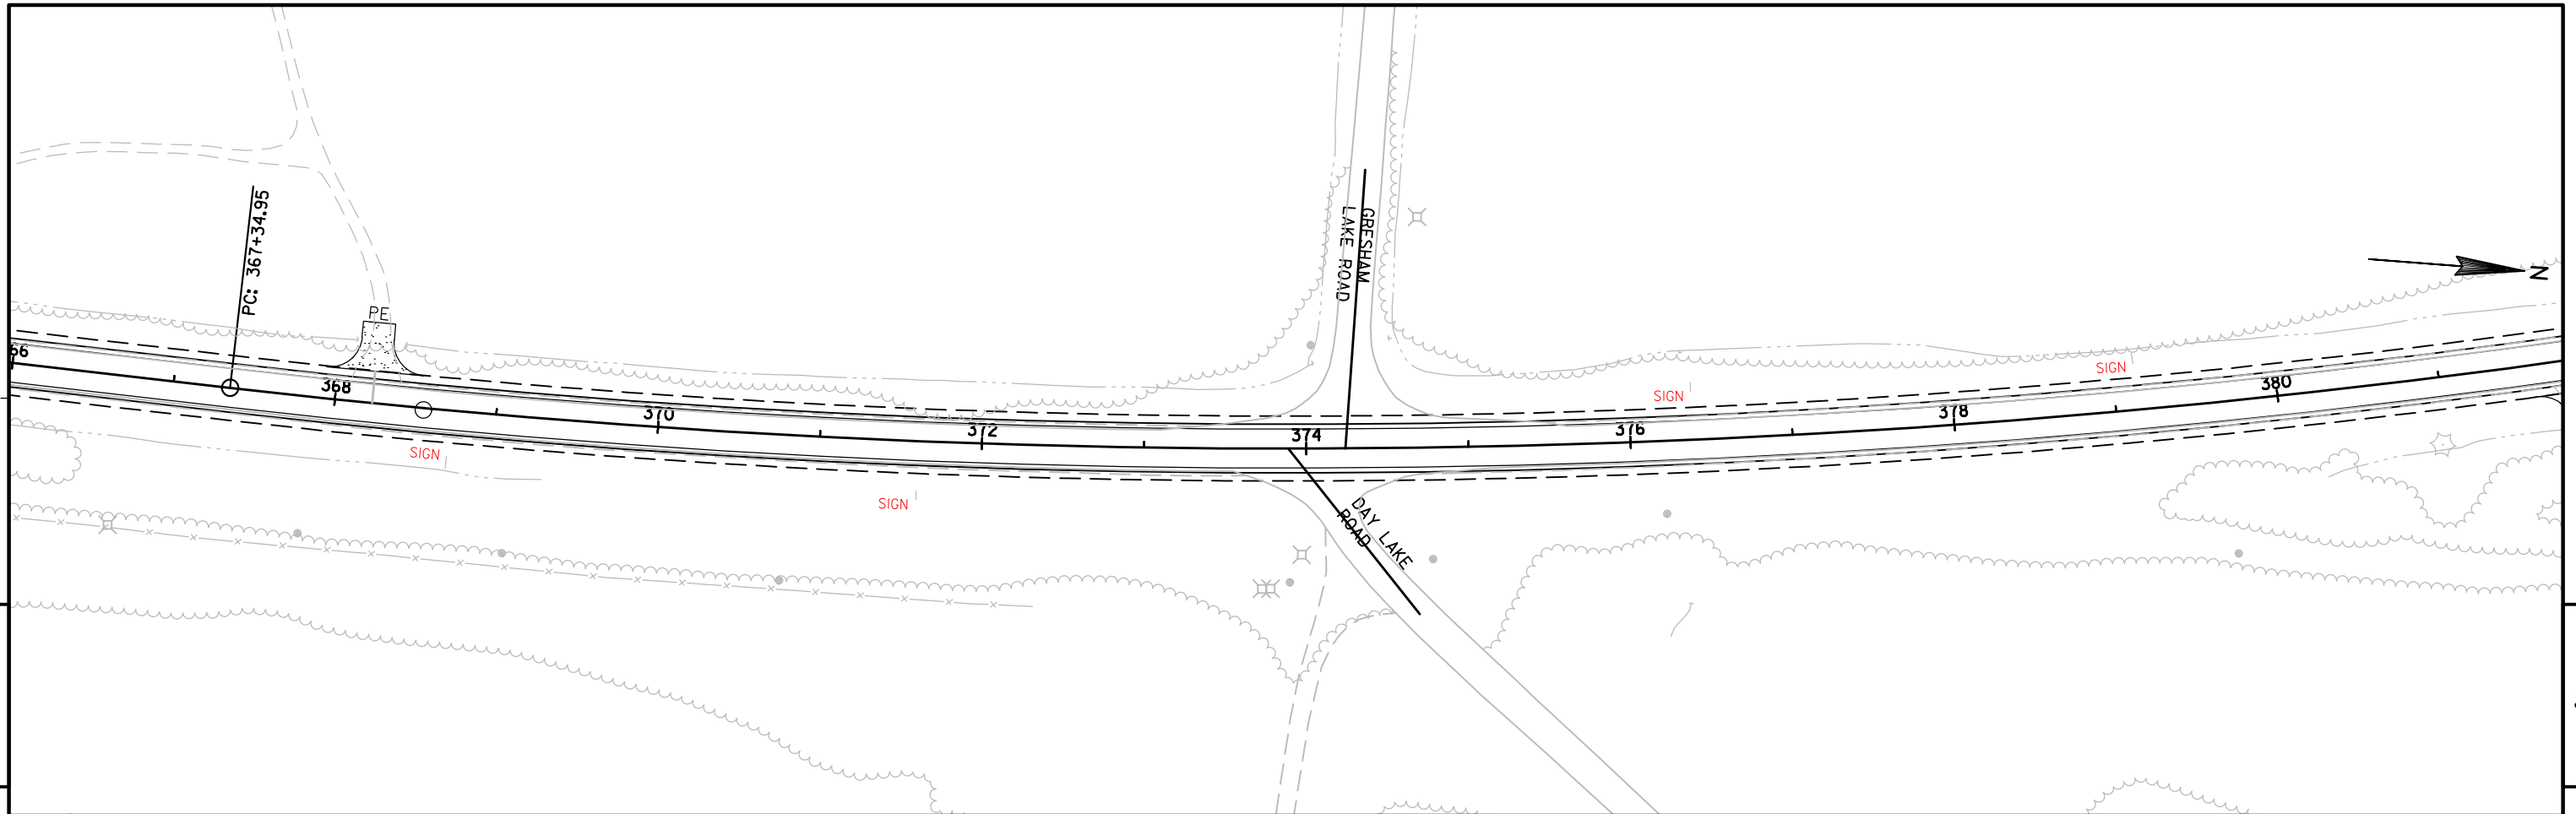 PC: 367+34.95
PE
GRESHAM
LAKE ROAD
N
66
368
370
372
374
376
378
380
SIGN
SIGN
SIGN
SIGN
DAY LAKE
ROAD